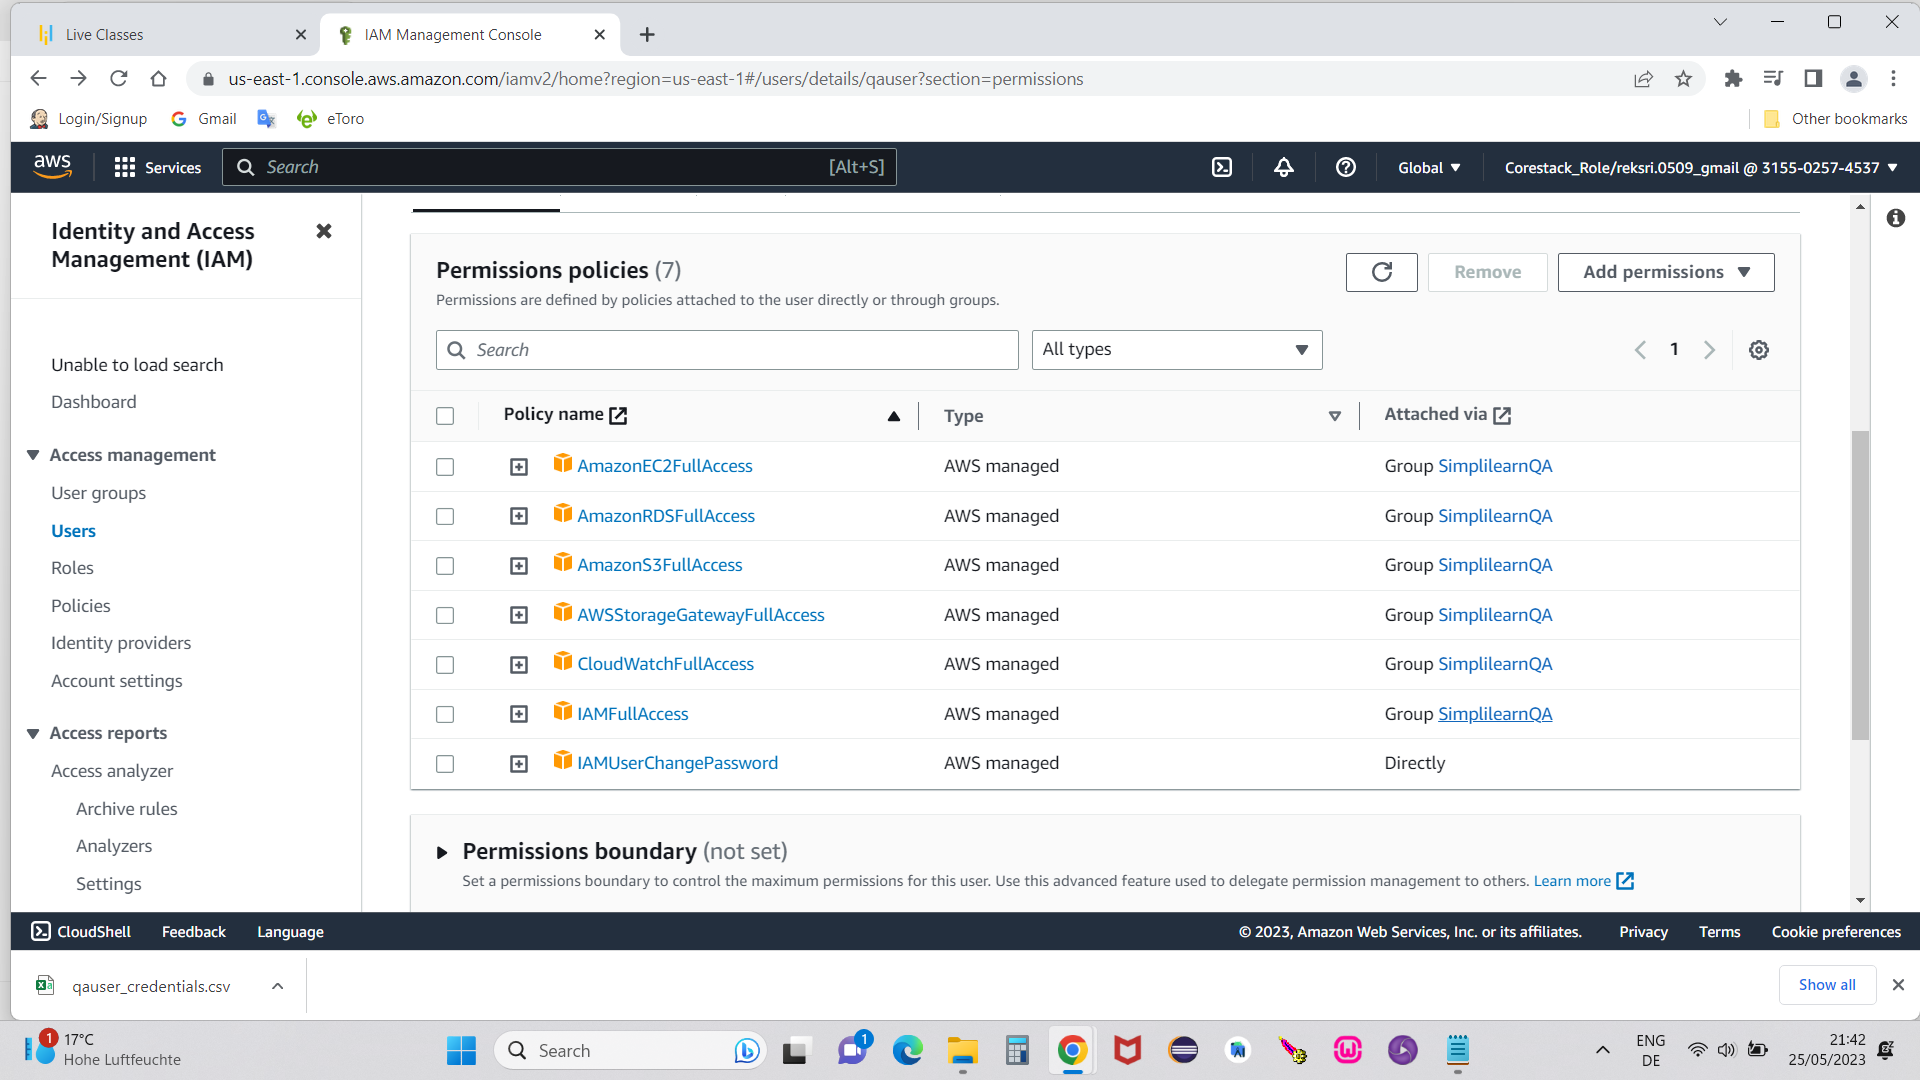 Live Classes
IAM Management Console
us-east-1.console.aws.amazon.com/iamv2/home?region=us-east-1#/users/details/qauser?section=permissions
Login/Signup
Gmail
eToro
Other bookmarks
aws
Services
Search
[Alt+S]
Global
Corestack_Role/reksri.0509_gmail @ 3155-0257-4537
Identity and Access
Management (IAM)
Unable to load search
Dashboard
Access management
User groups
Users
Roles
Policies
Identity providers
Account settings
Access reports
Access analyzer
Archive rules
Analyzers
Settings
Permissions policies (7)
Permissions are defined by policies attached to the user directly or through groups.
Remove
Add permissions
Search
All types
1
Policy name
Type
Attached via
AmazonEC2FullAccess
AWS managed
Group SimplilearnQA
AmazonRDSFullAccess
AWS managed
Group SimplilearnQA
AmazonS3FullAccess
AWS managed
Group SimplilearnQA
AWSStorageGatewayFullAccess
AWS managed
Group SimplilearnQA
CloudWatchFullAccess
AWS managed
Group SimplilearnQA
IAMFullAccess
AWS managed
Group SimplilearnQA
IAMUserChangePassword
AWS managed
Directly
Permissions boundary (not set)
Set a permissions boundary to control the maximum permissions for this user. Use this advanced feature used to delegate permission management to others. Learn more
CloudShell
Feedback
Language
© 2023, Amazon Web Services, Inc. or its affiliates.
Privacy
Terms
Cookie preferences
qauser_credentials.csv
Show all
1
17°C
Hohe Luftfeuchte
Search
1
ENG
DE
21:42
25/05/2023